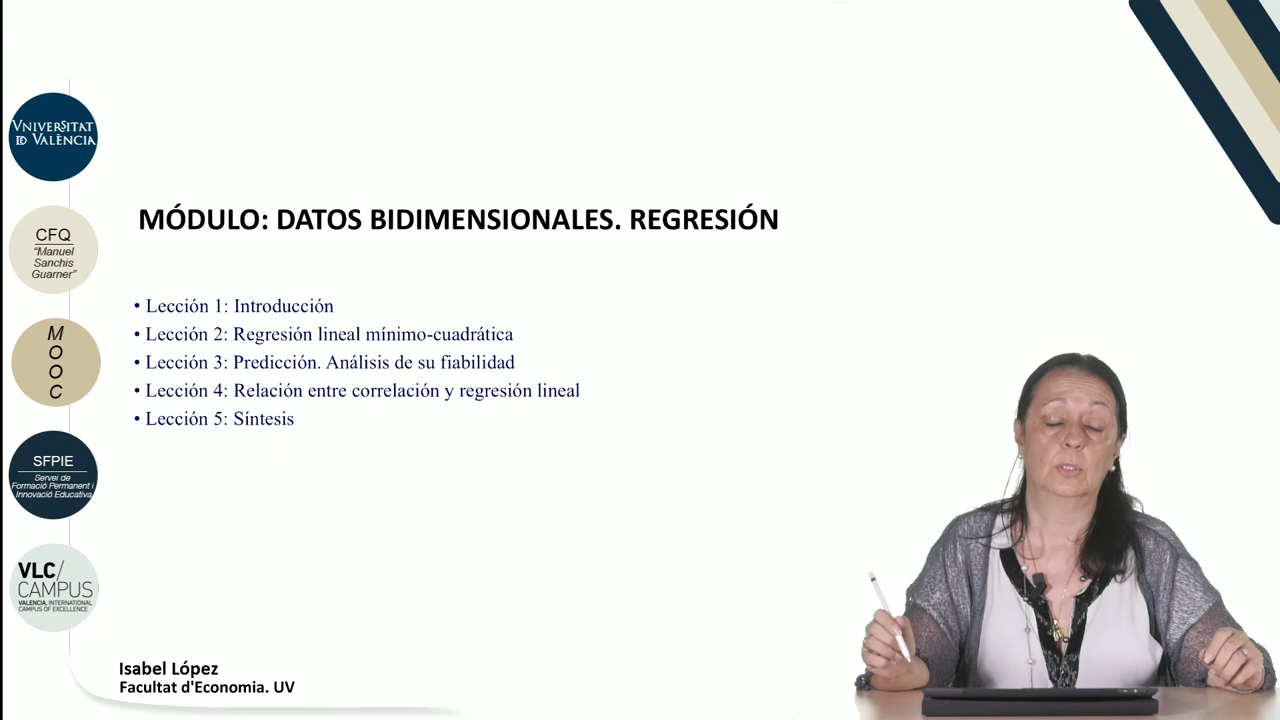 VNIVERSITAT
ID VALÈNCIA
CFQ
“Manuel
Sanchis
Guarner”
M
O
O
C
SFPIE
Servei de
Formació Permanent i
Innovació Educativa
VLC/
CAMPUS
VALENCIA, INTERNATIONAL
CAMPUS OF EXCELLENCE
MÓDULO: DATOS BIDIMENSIONALES. REGRESIÓN
• Lección 1: Introducción
• Lección 2: Regresión lineal mínimo-cuadrática
• Lección 3: Predicción. Análisis de su fiabilidad
• Lección 4: Relación entre correlación y regresión lineal
• Lección 5: Síntesis
Isabel López
Facultat d'Economia. UV